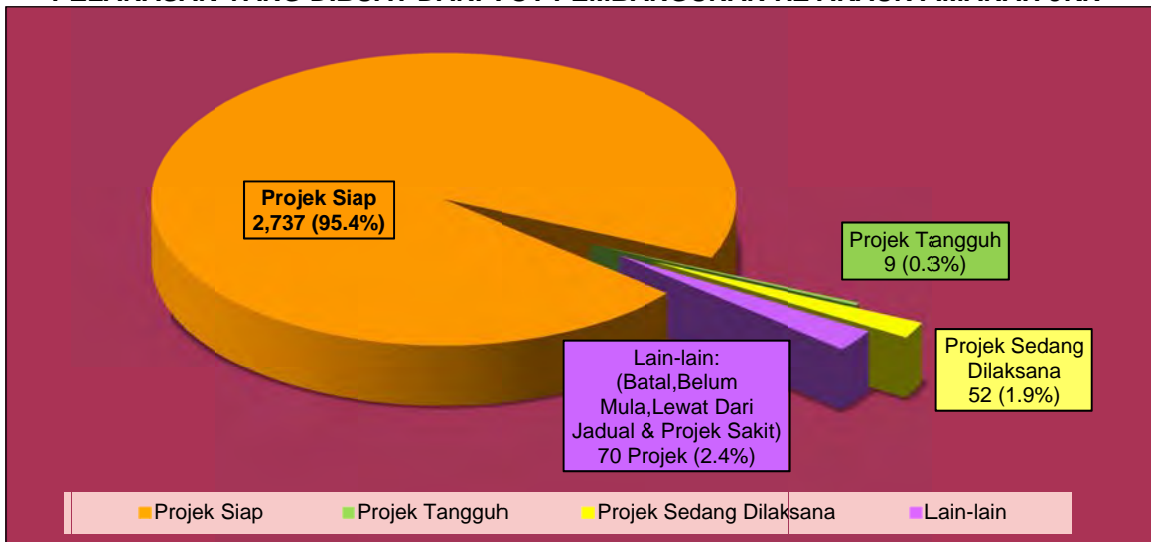 Projek Siap
2,737 (95.4%)
Projek Tangguh
9 (0.3%)
Projek Sedang
Dilaksana
52 (1.9%)
Lain-lain:
(Batal,Belum
Mula,Lewat Dari
Jadual & Projek Sakit)
70 Projek (2.4%)
Projek Siap
Projek Tangguh
Projek Sedang Dilaksana
Lain-lain